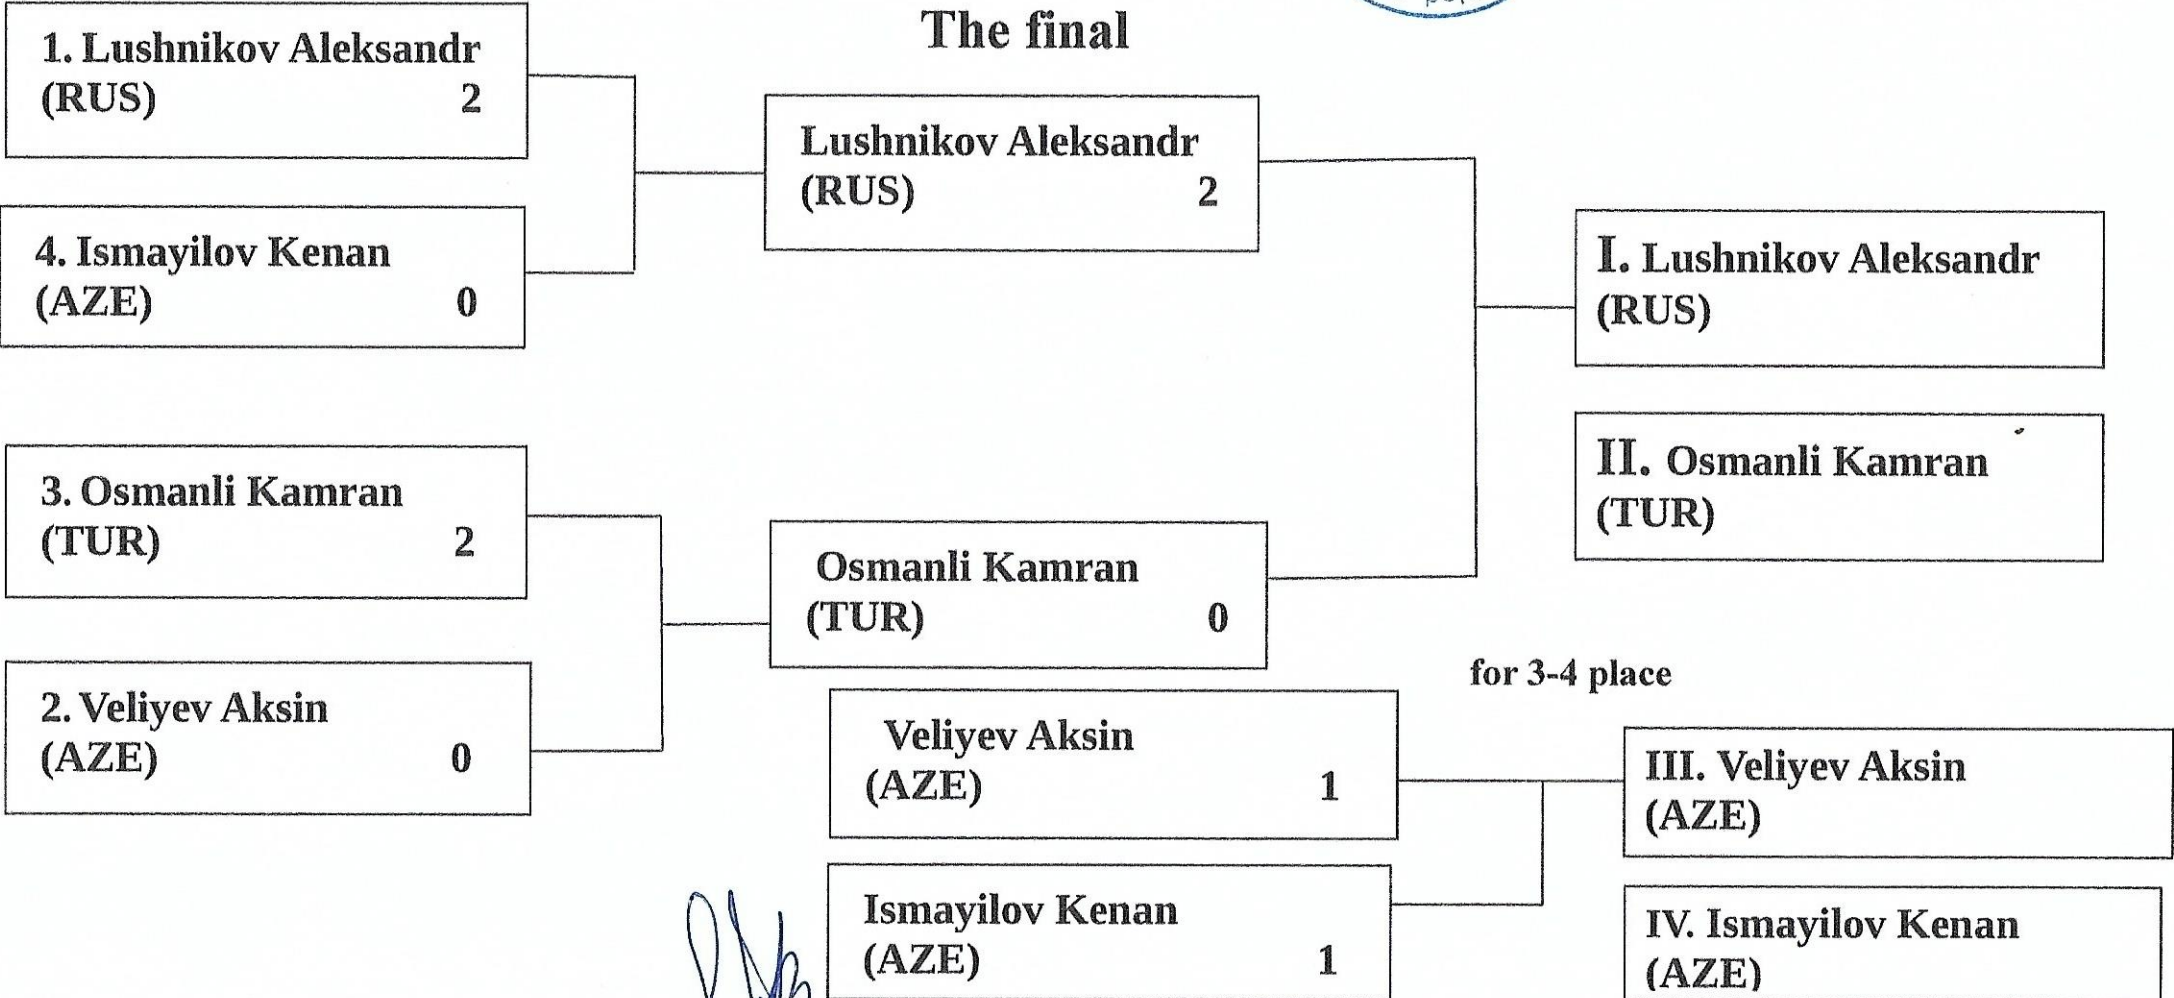 The final
1. Lushnikov Aleksandr
(RUS) 2
4. Ismayilov Kenan
(AZE) 0
3. Osmanli Kamran
(TUR) 2
2. Veliyev Aksin
(AZE) 0
Lushnikov Aleksandr
(RUS) 2
Osmanli Kamran
(TUR) 0
I. Lushnikov Aleksandr
(RUS)
II. Osmanli Kamran
(TUR)
for 3-4 place
Veliyev Aksin
(AZE) 1
Ismayilov Kenan
(AZE) 1
III. Veliyev Aksin
(AZE)
IV. Ismayilov Kenan
(AZE)